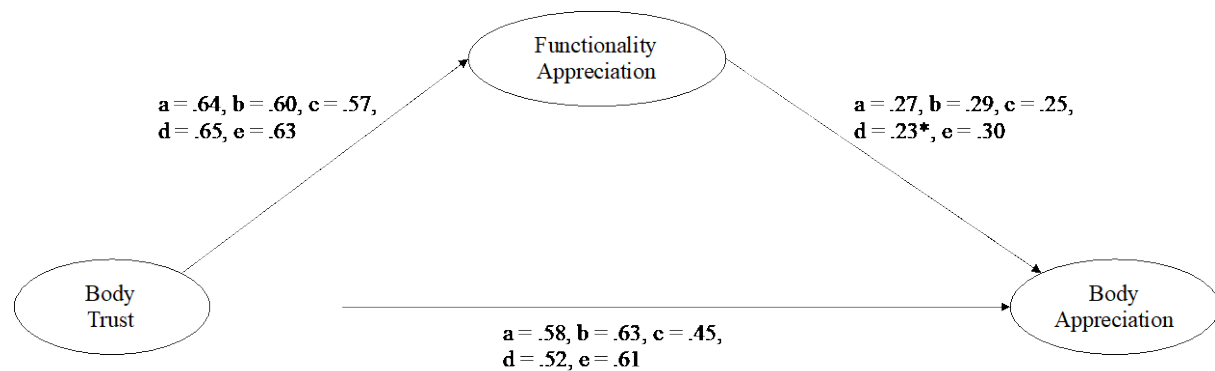 Functionality
Appreciation
a = .64, b = .60, c = .57,
d = .65, e = .63
a = .27, b = .29, c = .25,
d = .23*, e = .30
Body
Trust
Body
Appreciation
a = .58, b = .63, c = .45,
d = .52, e = .61